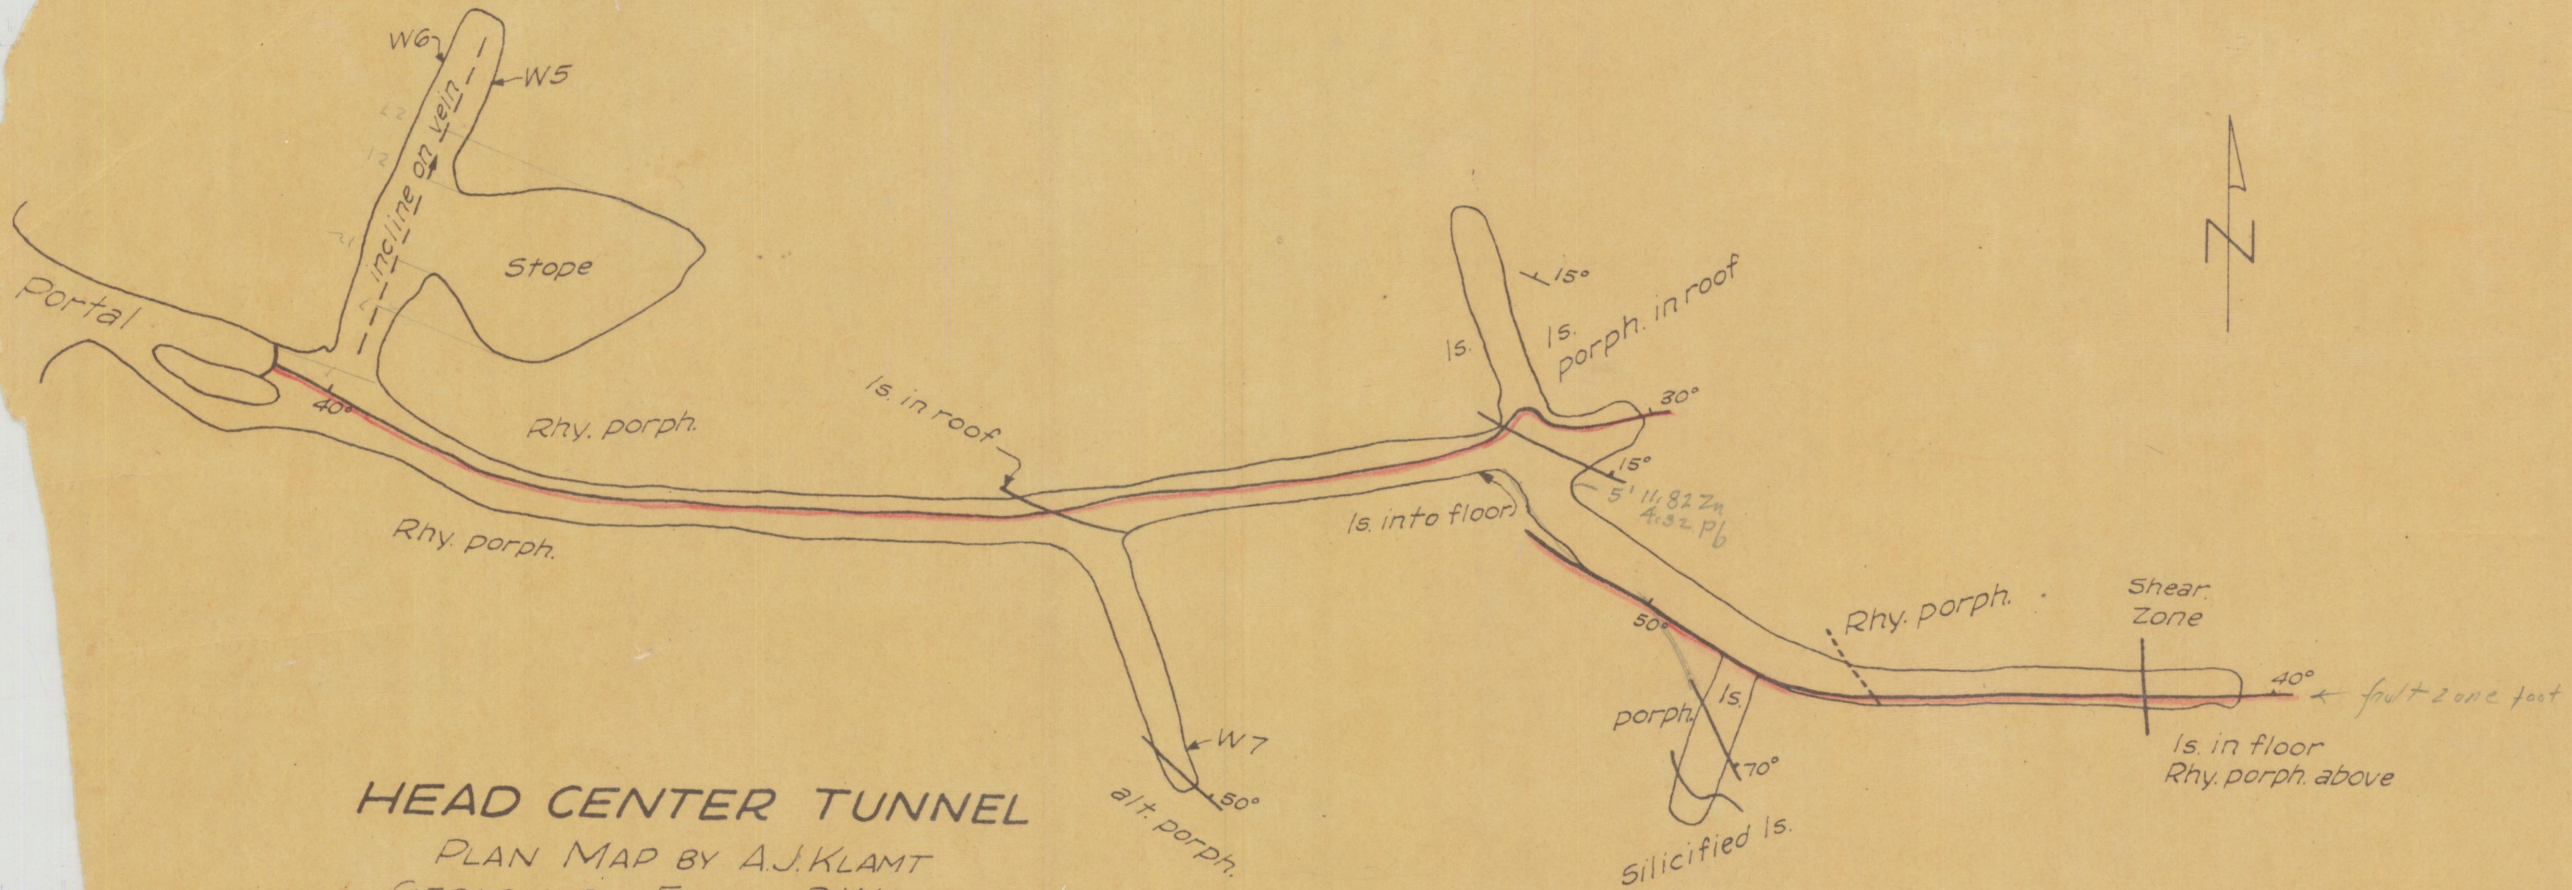 W6
W5
incline on vein
Stope
Portal
40°
Rhy. porph.
Rhy. porph.
ls. in roof
W7
50°
alt. porph.
15°
ls.
ls.
porph. in roof
30°
15°
5' 11.82 Zn
4.32 Pb
ls. into floor
50°
porph.
ls.
70°
Silicified ls.
Rhy. porph.
Shear
Zone
40°
fault zone foot
ls. in floor
Rhy. porph. above
N
HEAD CENTER TUNNEL
PLAN MAP BY A.J. KLAMT